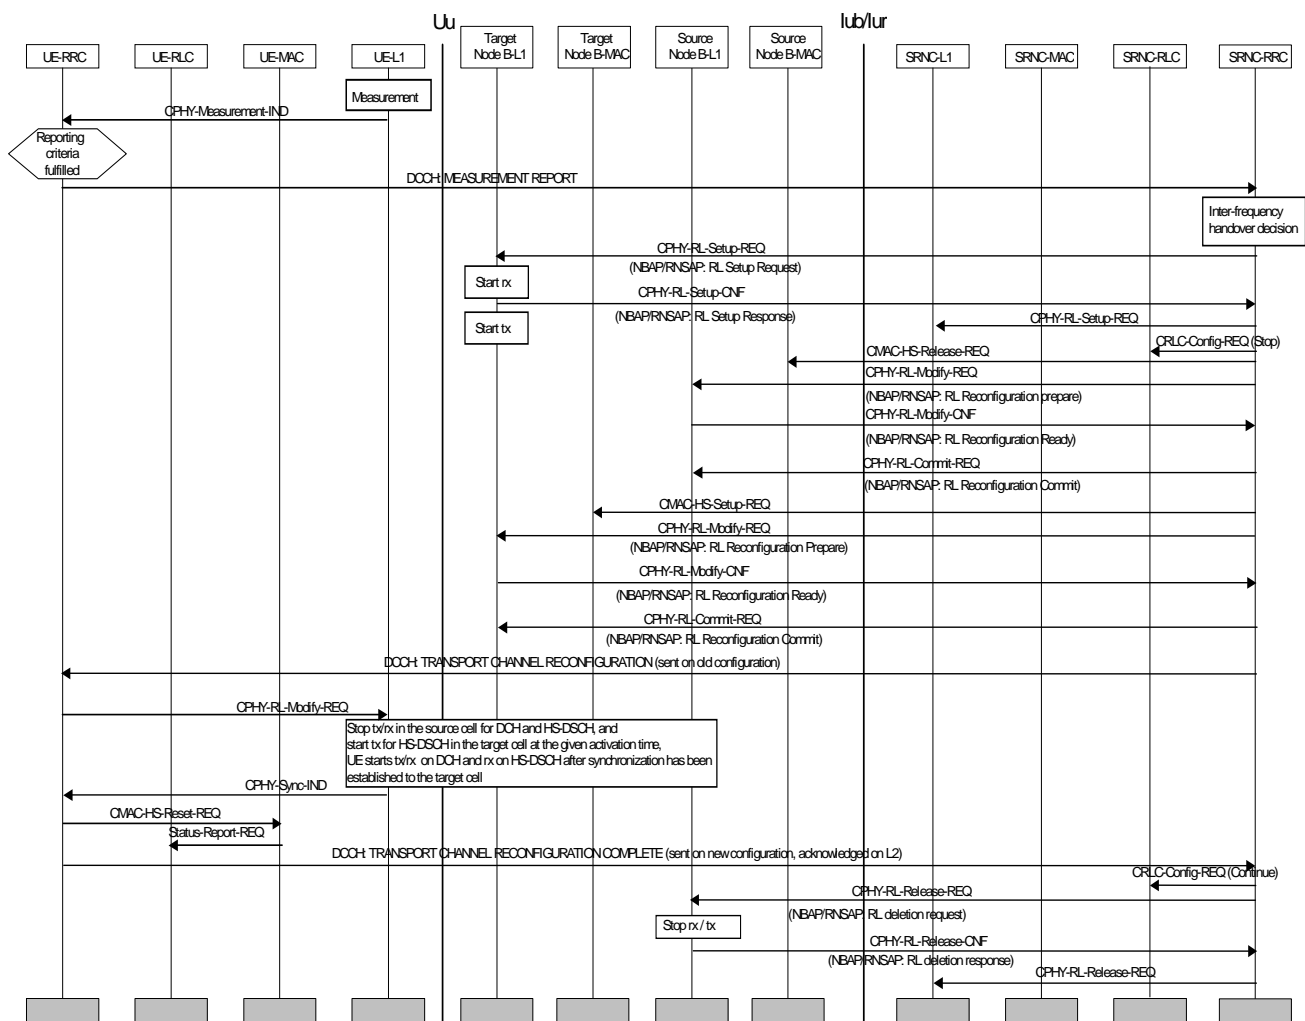 Uu
Iub/Iur
UE-RRC
UE-RLC
UE-MAC
UE-L1
Target
Node B-L1
Target
Node B-MAC
Source
Node B-L1
Source
Node B-MAC
SRNC-L1
SRNC-MAC
SRNC-RLC
SRNC-RRC
Measurement
CPHY-Measurement-IND
Reporting
criteria
fulfilled
DCCH: MEASUREMENT REPORT
Inter-frequency
handover decision
CPHY-RL-Setup-REQ
(NBAP/RNSAP: RL Setup Request)
Start rx
CPHY-RL-Setup-CNF
(NBAP/RNSAP: RL Setup Response)
Start tx
CPHY-RL-Setup-REQ
CRLC-Config-REQ (Stop)
CMAC-HS-Release-REQ
CPHY-RL-Modify-REQ
(NBAP/RNSAP: RL Reconfiguration prepare)
CPHY-RL-Modify-CNF
(NBAP/RNSAP: RL Reconfiguration Ready)
CPHY-RL-Commit-REQ
(NBAP/RNSAP: RL Reconfiguration Commit)
CMAC-HS-Setup-REQ
CPHY-RL-Modify-REQ
(NBAP/RNSAP: RL Reconfiguration Prepare)
CPHY-RL-Modify-CNF
(NBAP/RNSAP: RL Reconfiguration Ready)
CPHY-RL-Commit-REQ
(NBAP/RNSAP: RL Reconfiguration Commit)
DCCH: TRANSPORT CHANNEL RECONFIGURATION (sent on old configuration)
CPHY-RL-Modify-REQ
Stop tx/rx in the source cell for DCH and HS-DSCH, and
start tx for HS-DSCH in the target cell at the given activation time,
UE starts tx/rx on DCH and rx on HS-DSCH after synchronization has been
established to the target cell
CPHY-Sync-IND
CMAC-HS-Reset-REQ
Status-Report-REQ
DCCH: TRANSPORT CHANNEL RECONFIGURATION COMPLETE (sent on new configuration, acknowledged on L2)
CRLC-Config-REQ (Continue)
CPHY-RL-Release-REQ
(NBAP/RNSAP: RL deletion request)
Stop rx / tx
CPHY-RL-Release-CNF
(NBAP/RNSAP: RL deletion response)
CPHY-RL-Release-REQ